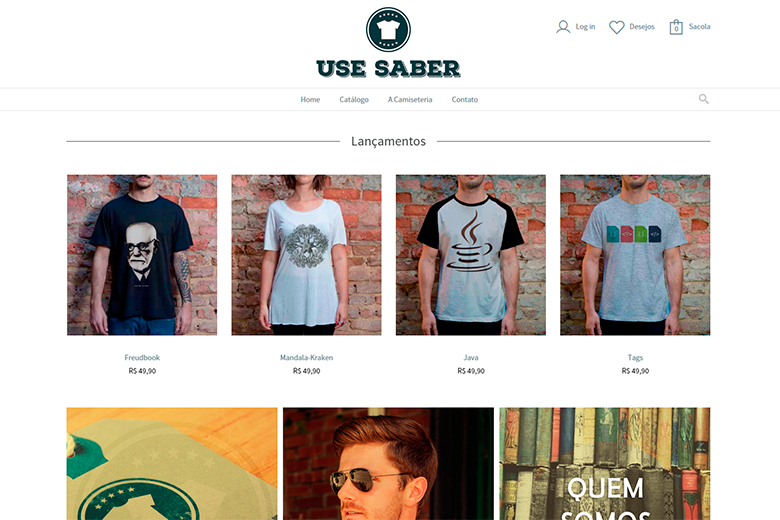 Log in
Desejos
0
Sacola
USE SABER
Home
Catálogo
A Camiseteria
Contato
Lançamentos
Freudbook
Mandala-Kraken
Java
Tags
R$ 49,90
R$ 49,90
R$ 49,90
R$ 49,90
QUEM
SOMOS